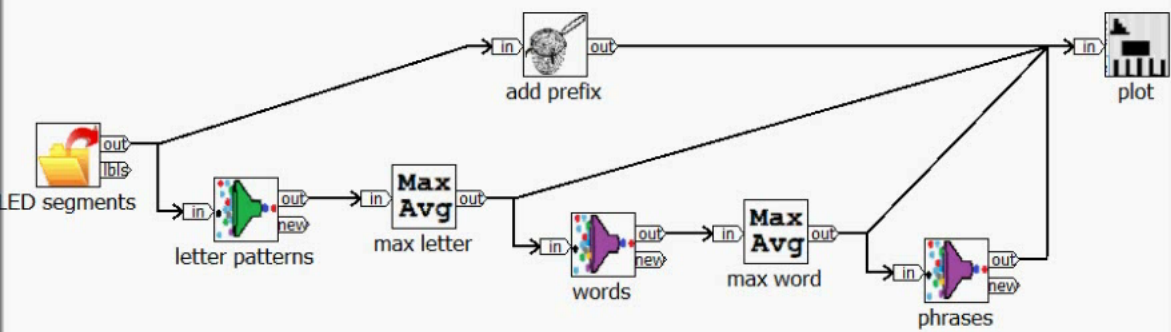 in out
add prefix
in
plot
out
lbls
LED segments
in out
new
letter patterns
in Max
Avg out
max letter
in out
new
words
in Max
Avg out
max word
in out
new
phrases